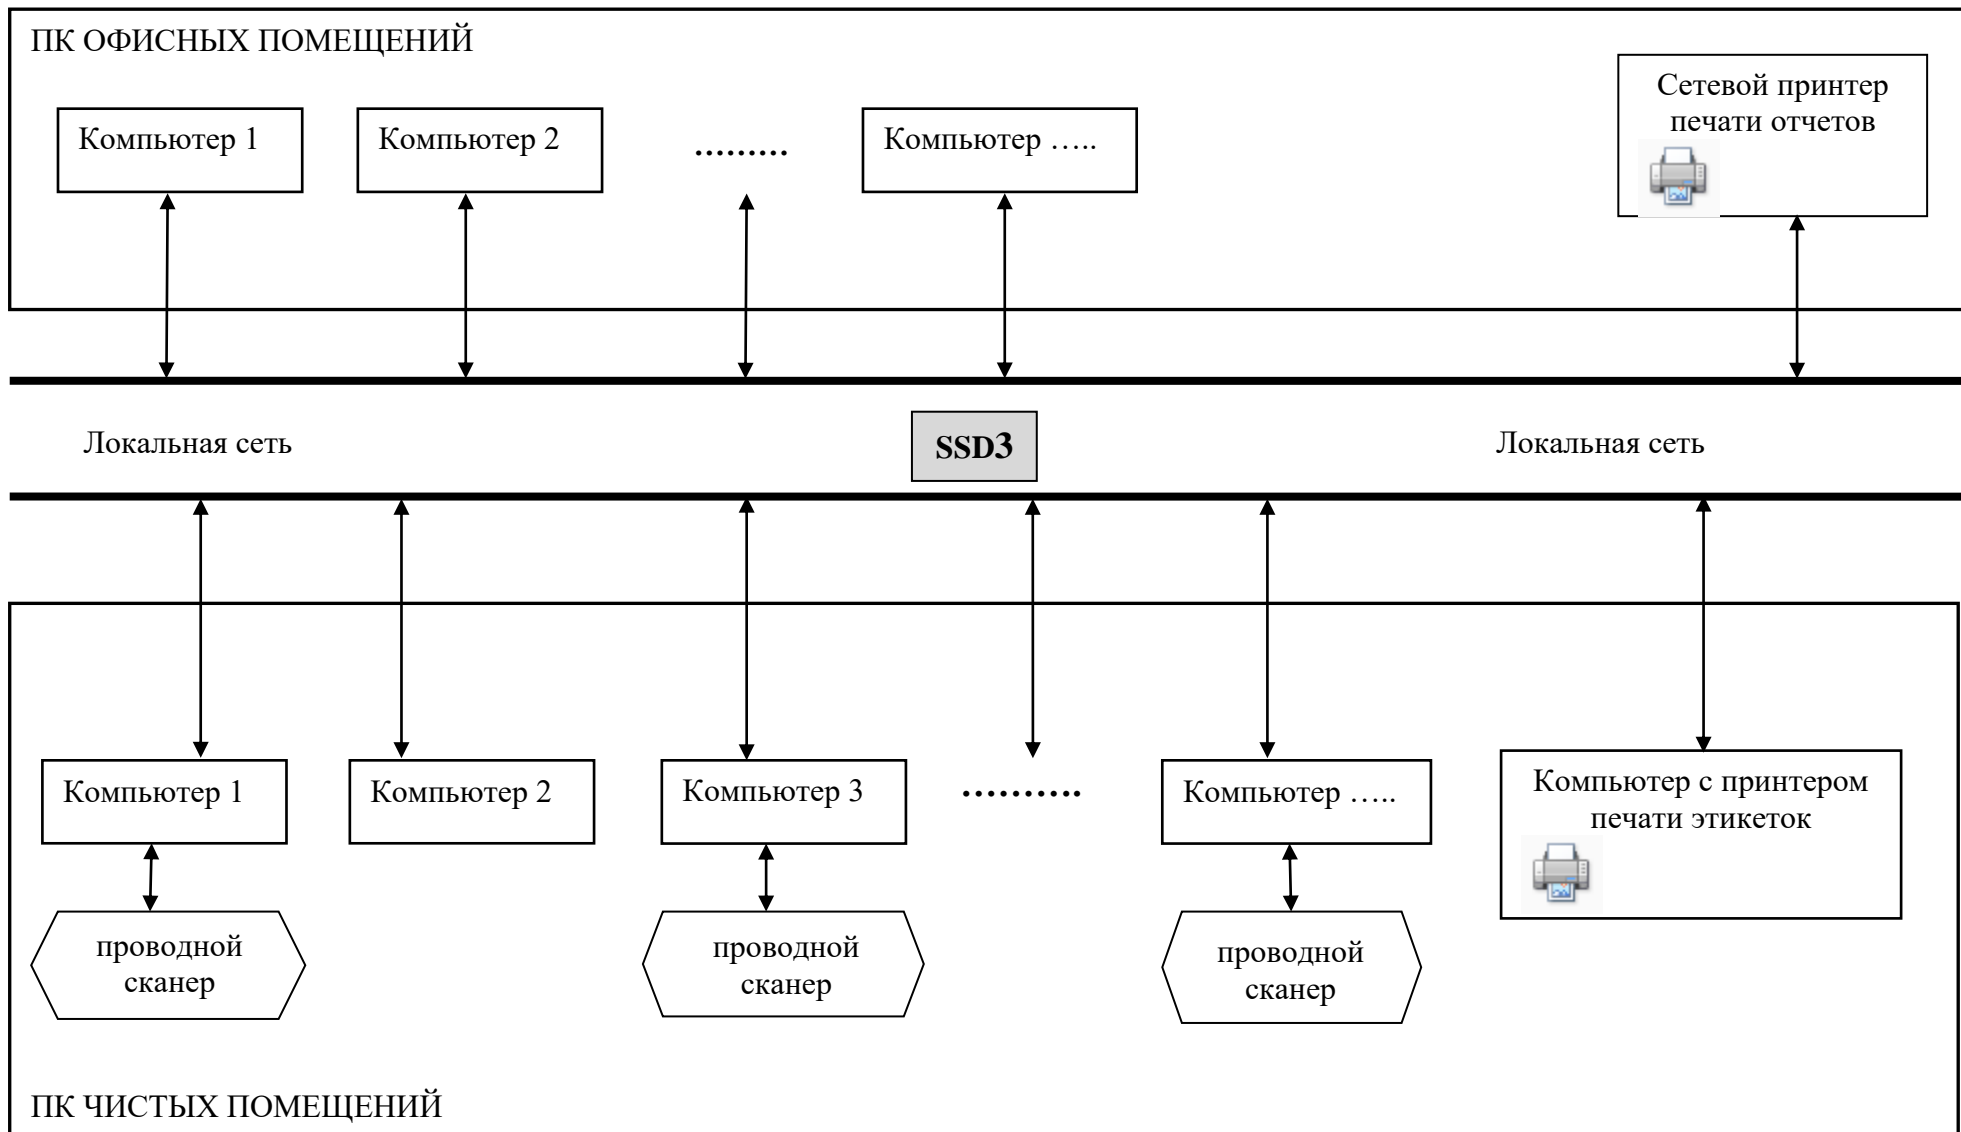 ПК ОФИСНЫХ ПОМЕЩЕНИЙ
Сетевой принтер
печати отчетов
Компьютер 1
Компьютер 2
.........
Компьютер …..
Локальная сеть
SSD3
Локальная сеть
Компьютер 1
Компьютер 2
Компьютер 3
……….
Компьютер …..
Компьютер с принтером
печати этикеток
проводной
сканер
проводной
сканер
проводной
сканер
ПК ЧИСТЫХ ПОМЕЩЕНИЙ